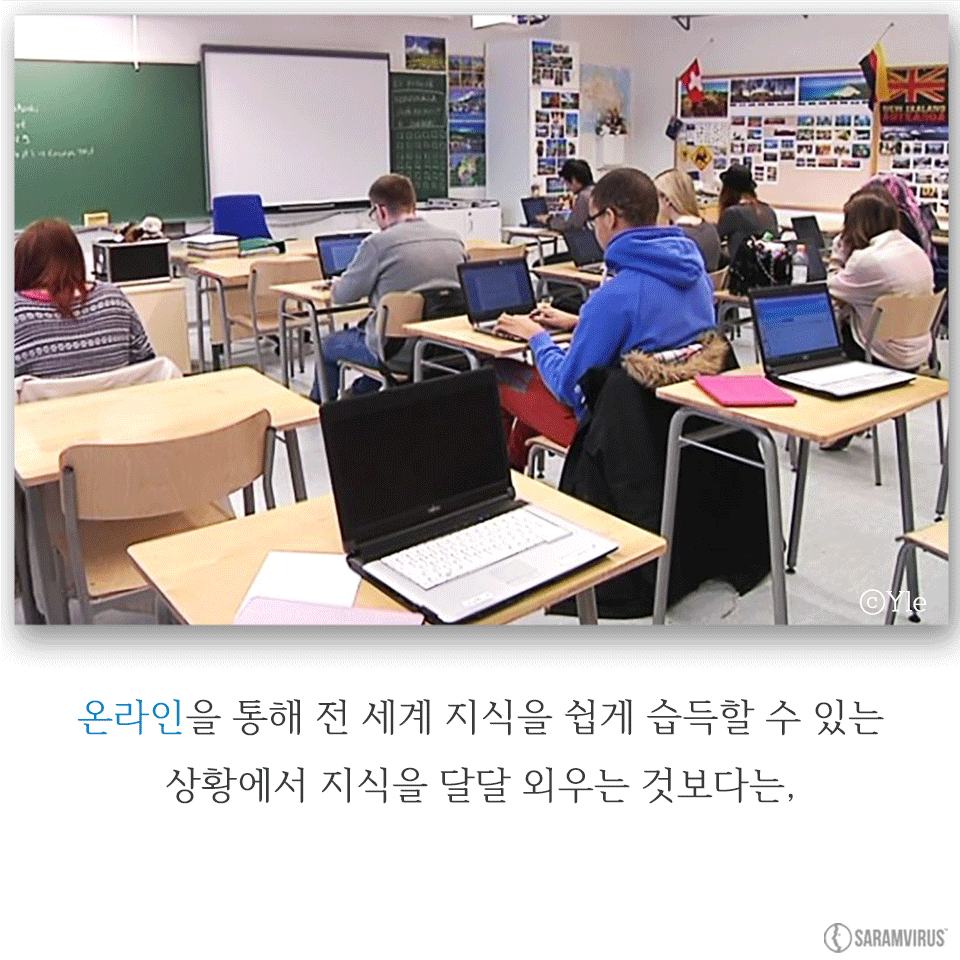 NEW ZEALAND
AOTEAROA
©Yle
온라인을 통해 전 세계 지식을 쉽게 습득할 수 있는
상황에서 지식을 달달 외우는 것보다는,
SARAMVIRUS